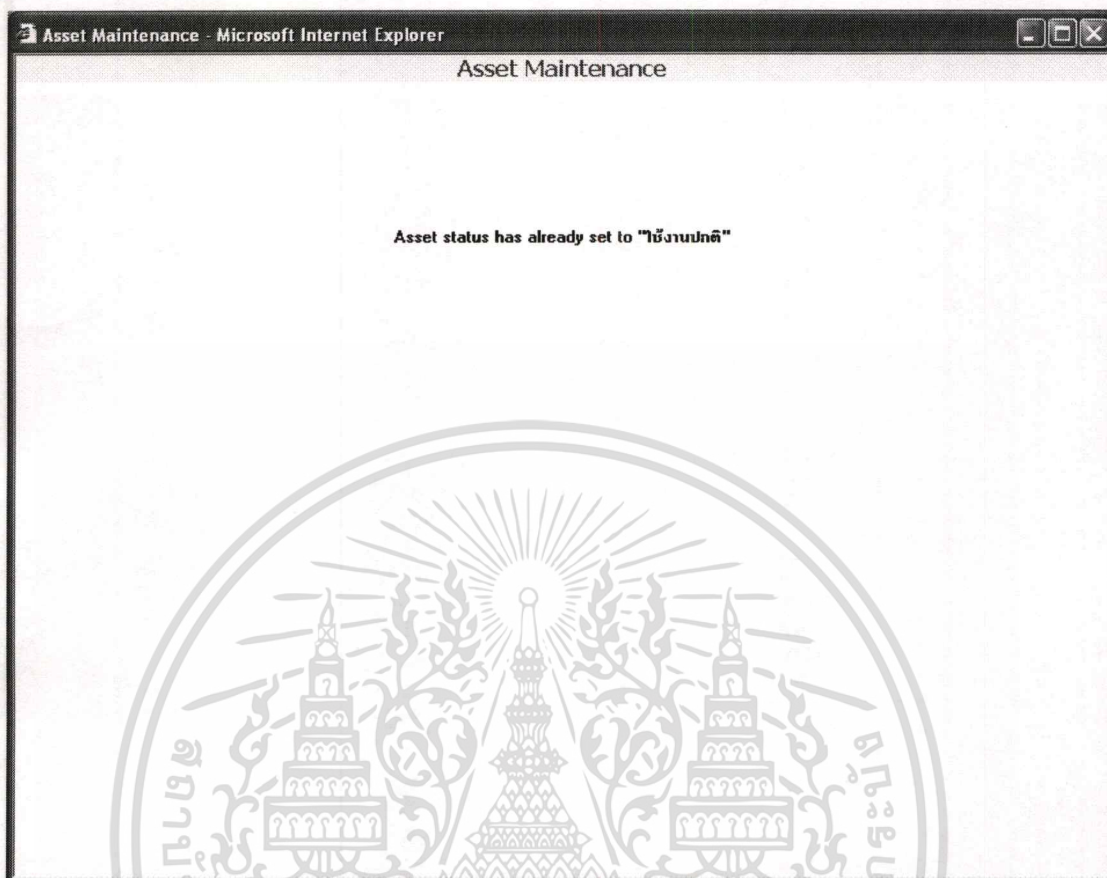 Asset Maintenance - Microsoft Internet Explorer
Asset Maintenance
Asset status has already set to "ใช้งานปกติ"